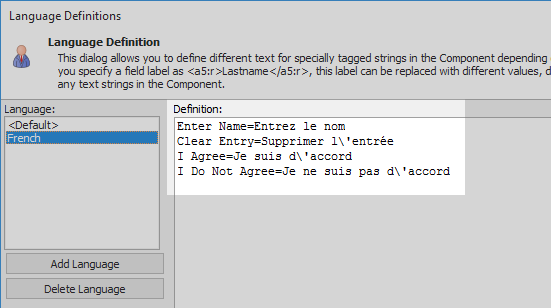 Language Definitions
Language Definition
This dialog allows you to define different text for specially tagged strings in the Component depending
you specify a field label as <a5:r>Lastname</a5:r>, this label can be replaced with different values, d
any text strings in the Component.
Language:
<Default>
French
Add Language
Delete Language
Definition:
Enter Name=Entrez le nom
Clear Entry=Supprimer l\'entrée
I Agree=Je suis d\'accord
I Do Not Agree=Je ne suis pas d\'accord